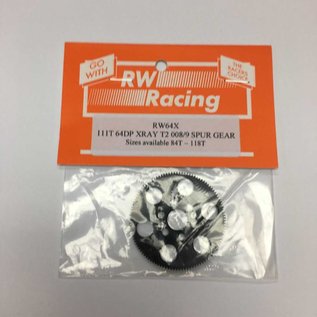 GO
WITH
RW
Racing
THE
RACERS
CHOICE
RW64X
111T 64DP XRAY T2 008/9 SPUR GEAR
Sizes available 84T – 118T